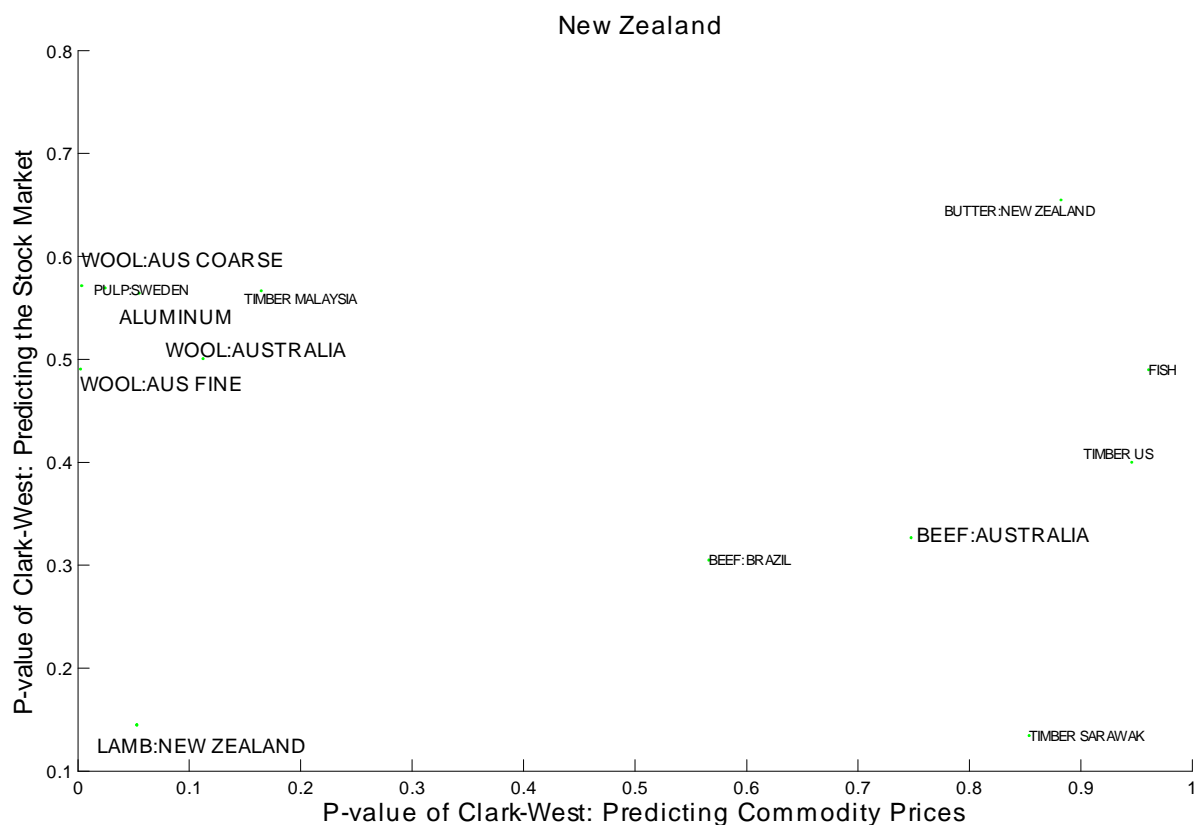 New Zealand
0.8
0.7
BUTTER:NEW ZEALAND
0.6
WOOL:AUS COARSE
PULP:SWEDEN
TIMBER MALAYSIA
ALUMINUM
0.5
WOOL:AUSTRALIA
WOOL:AUS FINE
FISH
0.4
TIMBER US
BEEF:AUSTRALIA
0.3
BEEF:BRAZIL
0.2
LAMB:NEW ZEALAND
TIMBER SARAWAK
0.1
0 0.1 0.2 0.3 0.4 0.5 0.6 0.7 0.8 0.9 1
P-value of Clark-West: Predicting Commodity Prices
P-value of Clark-West: Predicting the Stock Market